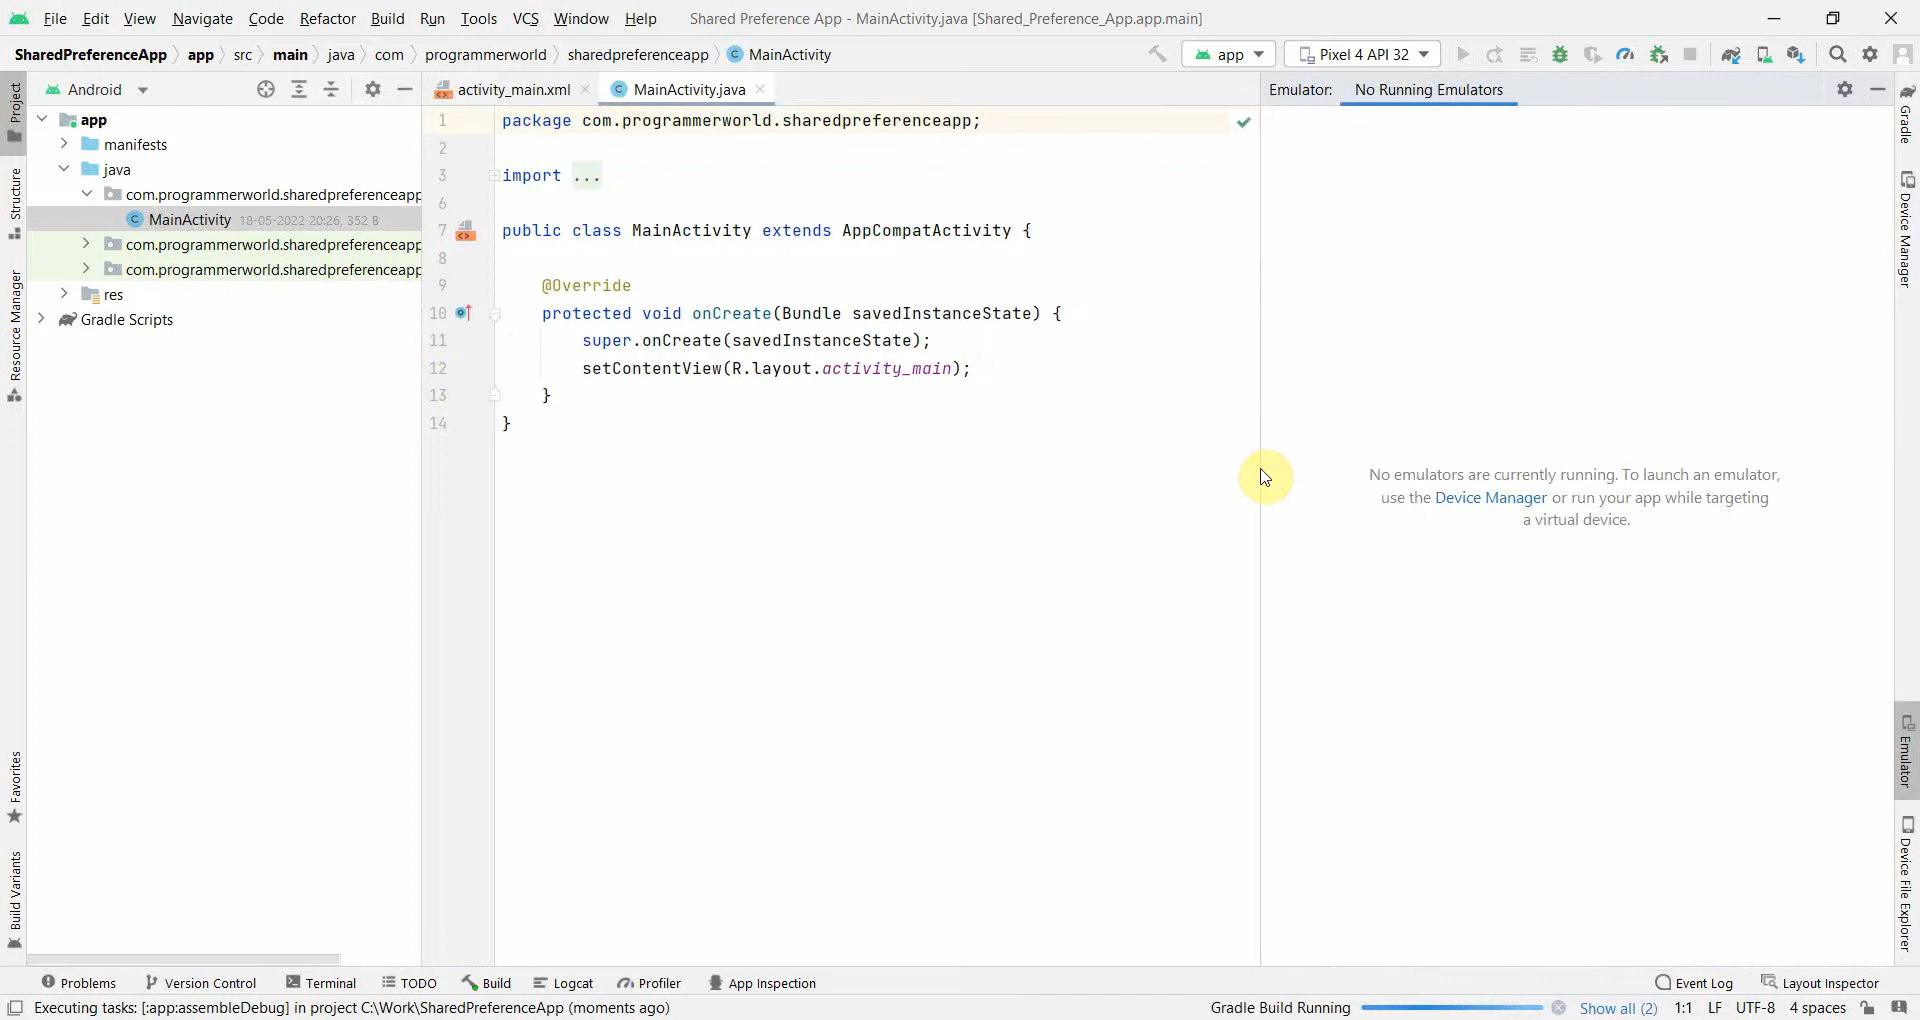 File Edit View Navigate Code Refactor Build Run Tools VCS Window Help Shared Preference App - MainActivity.java [Shared_Preference_App.app.main]
SharedPreferenceApp app src main java com programmerworld sharedpreferenceapp MainActivity app Pixel 4 API 32
Android activity_main.xml MainActivity.java Emulator: No Running Emulators
Project
Structure
Resource Manager
Favorites
Build Variants
app
manifests
java
com.programmerworld.sharedpreferenceapp
MainActivity 18-05-2022 20:26, 352 B
com.programmerworld.sharedpreferenceapp
com.programmerworld.sharedpreferenceapp
res
Gradle Scripts
1 package com.programmerworld.sharedpreferenceapp;
2
3 import ...
6
7 public class MainActivity extends AppCompatActivity {
8
9 @Override
10 protected void onCreate(Bundle savedInstanceState) {
11 super.onCreate(savedInstanceState);
12 setContentView(R.layout.activity_main);
13 }
14 }
No emulators are currently running. To launch an emulator,
use the Device Manager or run your app while targeting
a virtual device.
Gradle
Device Manager
Emulator
Device File Explorer
Problems Version Control Terminal TODO Build Logcat Profiler App Inspection Event Log Layout Inspector
Executing tasks: [:app:assembleDebug] in project C:\Work\SharedPreferenceApp (moments ago) Gradle Build Running Show all (2) 1:1 LF UTF-8 4 spaces